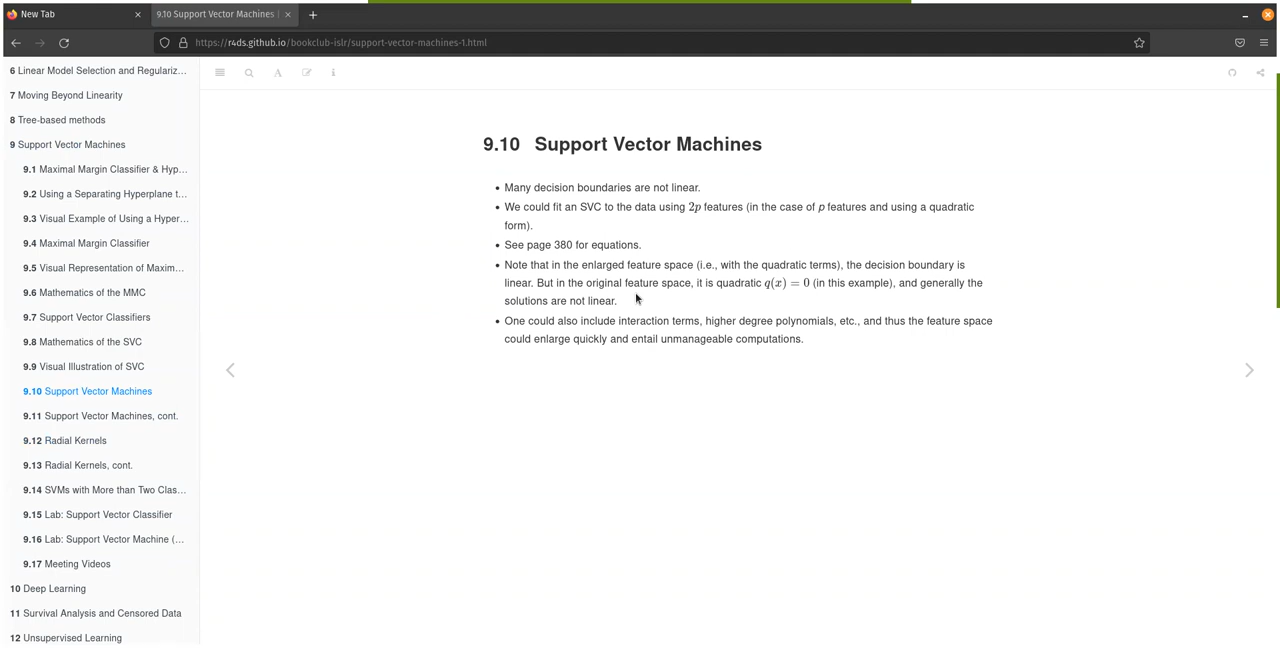 New Tab
9.10 Support Vector Machines |
https://r4ds.github.io/bookclub-islr/support-vector-machines-1.html
6 Linear Model Selection and Regulariz…
7 Moving Beyond Linearity
8 Tree-based methods
9 Support Vector Machines
9.1 Maximal Margin Classifier & Hyp…
9.2 Using a Separating Hyperplane t…
9.3 Visual Example of Using a Hyper…
9.4 Maximal Margin Classifier
9.5 Visual Representation of Maxim…
9.6 Mathematics of the MMC
9.7 Support Vector Classifiers
9.8 Mathematics of the SVC
9.9 Visual Illustration of SVC
9.10 Support Vector Machines
9.11 Support Vector Machines, cont.
9.12 Radial Kernels
9.13 Radial Kernels, cont.
9.14 SVMs with More than Two Clas…
9.15 Lab: Support Vector Classifier
9.16 Lab: Support Vector Machine (…
9.17 Meeting Videos
10 Deep Learning
11 Survival Analysis and Censored Data
12 Unsupervised Learning
A
i
9.10 Support Vector Machines
• Many decision boundaries are not linear.
• We could fit an SVC to the data using 2p features (in the case of p features and using a quadratic
form).
• See page 380 for equations.
• Note that in the enlarged feature space (i.e., with the quadratic terms), the decision boundary is
linear. But in the original feature space, it is quadratic q(x) = 0 (in this example), and generally the
solutions are not linear.
• One could also include interaction terms, higher degree polynomials, etc., and thus the feature space
could enlarge quickly and entail unmanageable computations.